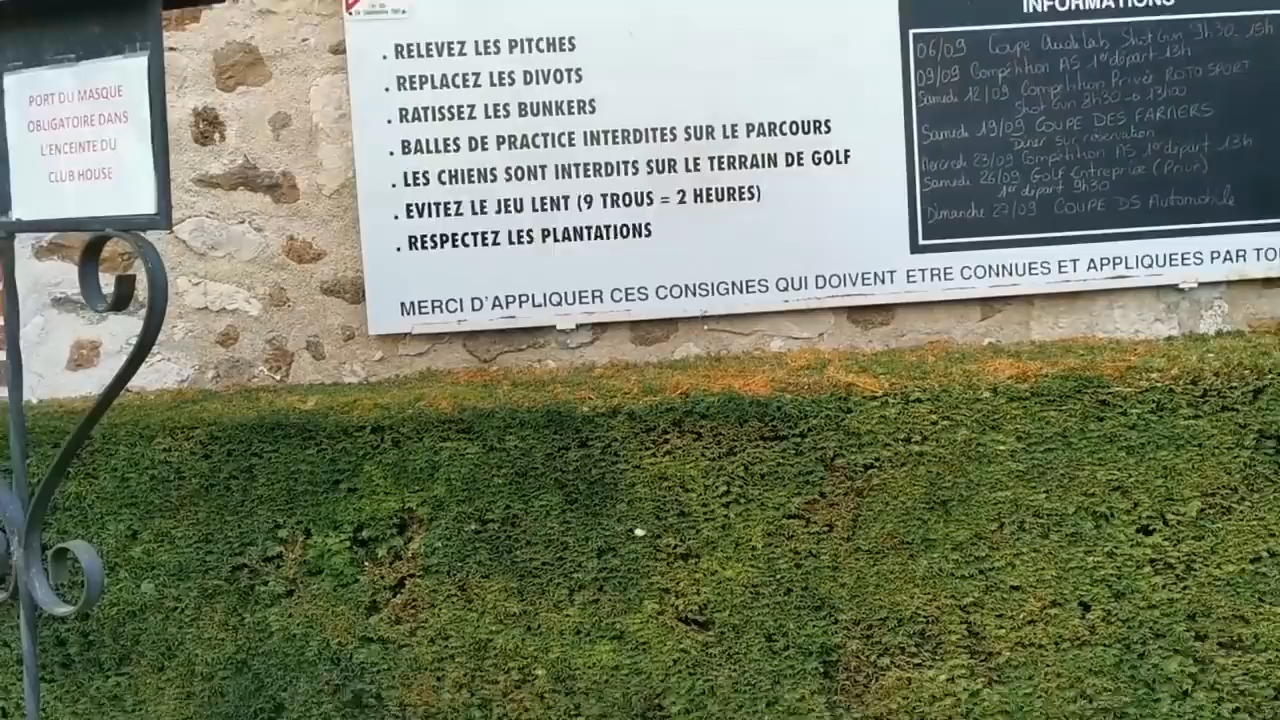 PORT DU MASQUE
OBLIGATOIRE DANS
L'ENCEINTE DU
CLUB HOUSE
. RELEVEZ LES PITCHES
. REPLACEZ LES DIVOTS
. RATISSEZ LES BUNKERS
. BALLES DE PRACTICE INTERDITES SUR LE PARCOURS
. LES CHIENS SONT INTERDITS SUR LE TERRAIN DE GOLF
. EVITEZ LE JEU LENT (9 TROUS = 2 HEURES)
. RESPECTEZ LES PLANTATIONS
MERCI D'APPLIQUER CES CONSIGNES QUI DOIVENT ETRE CONNUES ET APPLIQUEES PAR
INFORMATIONS
06/09 Coupe Shot Gun 9h30 15h
09/09 Compétition AS 1er départ 13h
Samedi 12/09 Compétition Privée ROTO SPORT
Shot Gun 8h30 13h00
Samedi 19/09 COUPE DES FARNERS
Diner sur réservation
Mercredi 23/09 Compétition AS 1er départ 13h
Samedi 26/09 Golf Entreprise
1er départ 9h30
Dimanche 27/09 COUPE DS Automobile